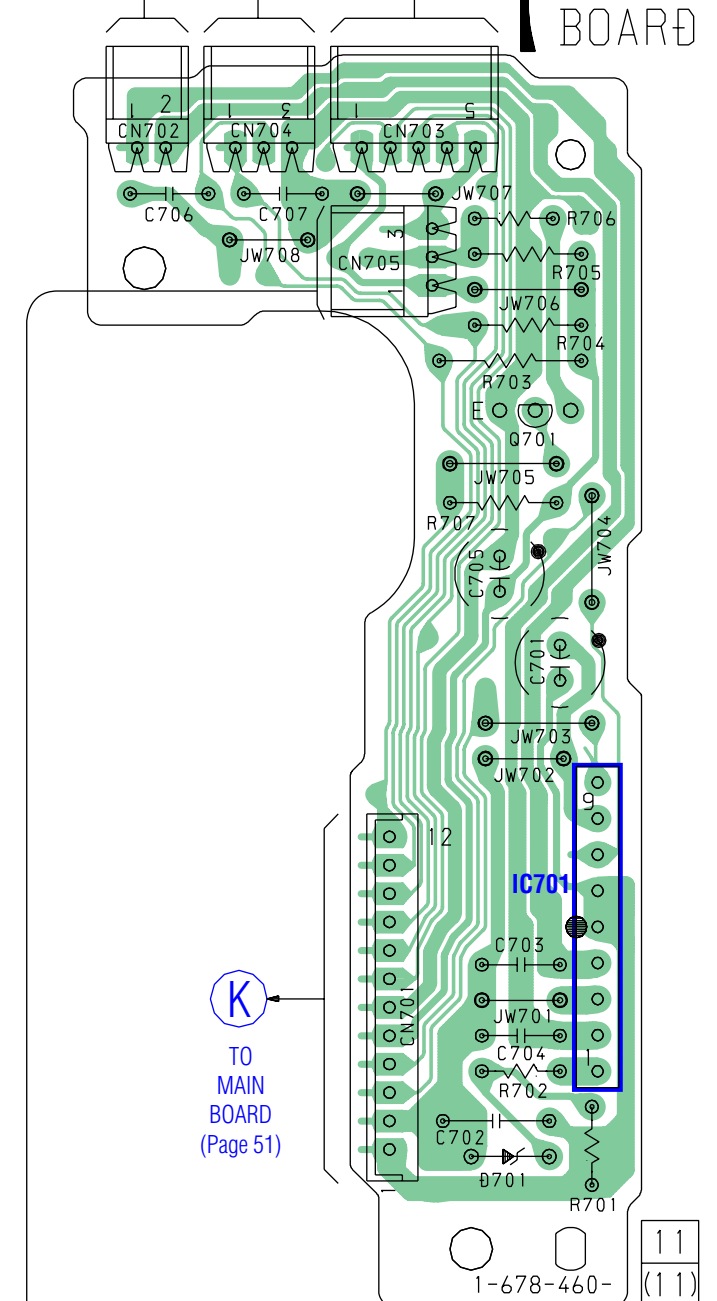 BOARD
1 2
CN702
1 3
CN704
1 5
CN703
C706
C707
JW707
JW708
3
CN705
1
R706
R705
JW706
R704
R703
E
Q701
JW705
R707
JW704
C705
C701
JW703
JW702
9
12
IC701
C703
CN701
K
JW701
TO
MAIN
BOARD
(Page 51)
C704
1
R702
C702
D701
1
R701
1-678-460-
11
(11)